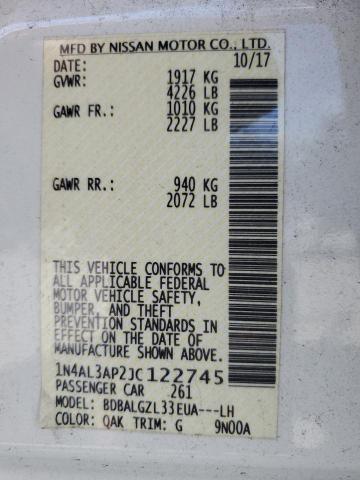 MFD BY NISSAN MOTOR CO., LTD.
DATE: 10/17
GVWR: 1917 KG
4226 LB
GAWR FR.: 1010 KG
2227 LB
GAWR RR.: 940 KG
2072 LB
THIS VEHICLE CONFORMS TO
ALL APPLICABLE FEDERAL
MOTOR VEHICLE SAFETY,
BUMPER, AND THEFT
PREVENTION STANDARDS IN
EFFECT ON THE DATE OF
MANUFACTURE SHOWN ABOVE.
1N4AL3AP2JC122745
PASSENGER CAR 261
MODEL: BDBALGZL33EUA---LH
COLOR: QAK TRIM: G 9N00A